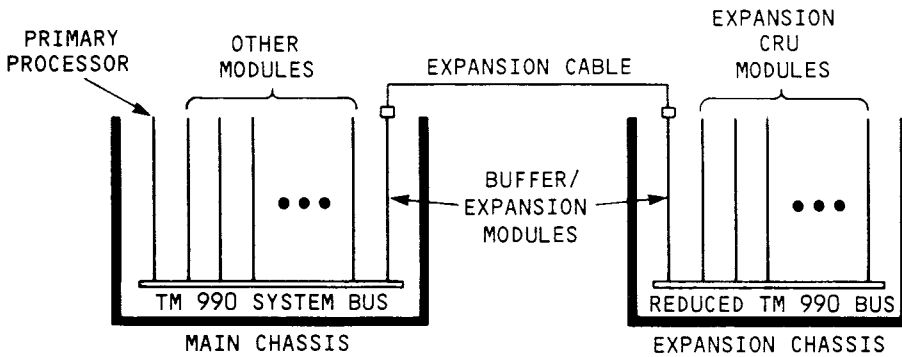 PRIMARY
PROCESSOR
OTHER
MODULES
EXPANSION CABLE
EXPANSION
CRU
MODULES
BUFFER/
EXPANSION
MODULES
TM 990 SYSTEM BUS
REDUCED TM 990 BUS
MAIN CHASSIS
EXPANSION CHASSIS